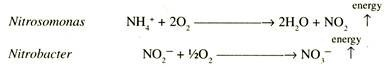 energy
Nitrosomonas NH₄⁺ + 2O₂ ⟶ 2H₂O + NO₂ ↑
energy
Nitrobacter NO₂⁻ + ½O₂ ⟶ NO₃⁻ ↑